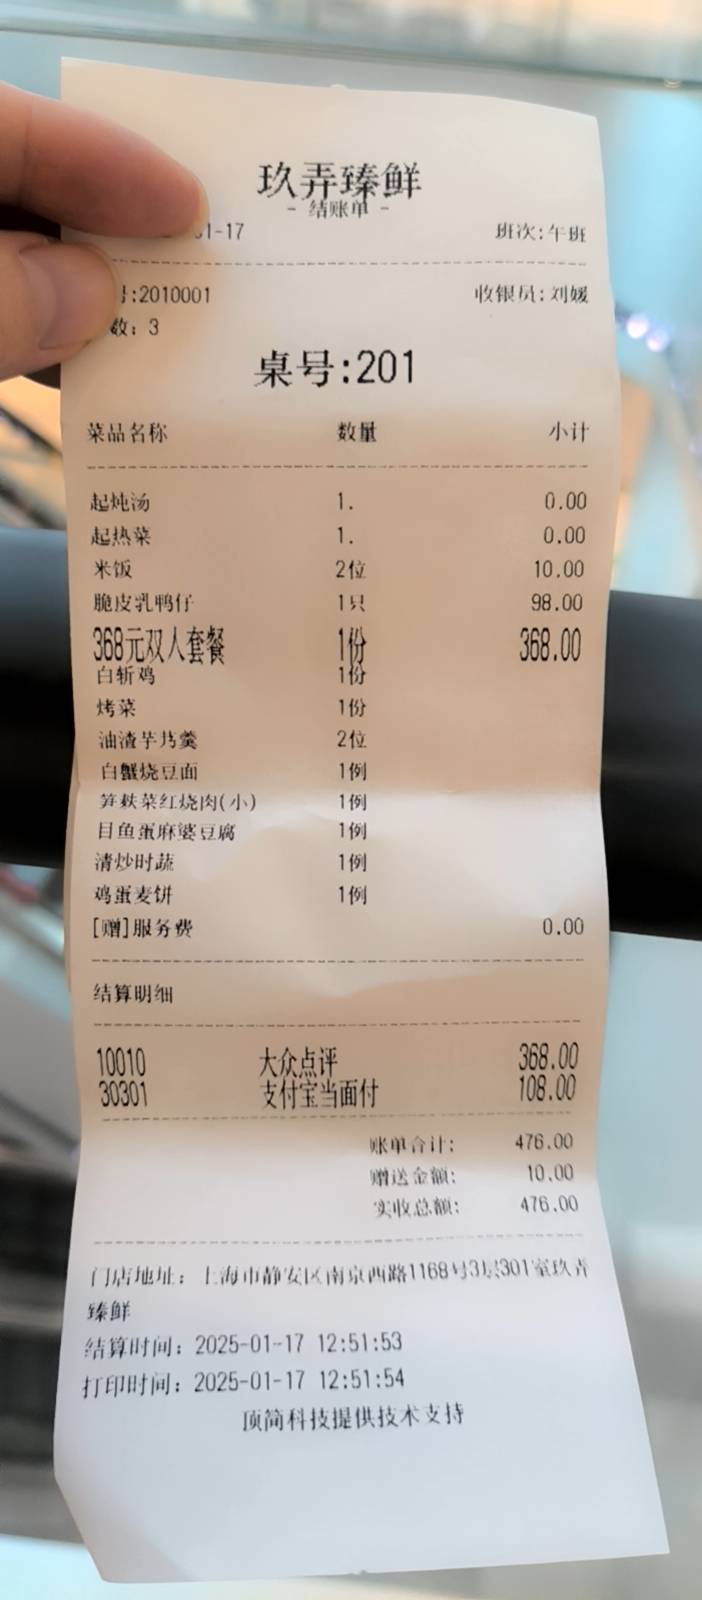 玖弄臻鲜
- 结账单 -
01-17 班次:午班
号:2010001 收银员:刘媛
数: 3
桌号:201
菜品名称 数量 小计
起炖汤 1. 0.00
起热菜 1. 0.00
米饭 2位 10.00
脆皮乳鸭仔 1只 98.00
368元双人套餐 1份 368.00
白斩鸡 1份
烤菜 1份
油渣芋艿羹 2位
白蟹烧豆面 1例
笋麸菜红烧肉(小) 1例
目鱼蛋麻婆豆腐 1例
清炒时蔬 1例
鸡蛋麦饼 1例
[赠]服务费 0.00
结算明细
10010 大众点评 368.00
30301 支付宝当面付 108.00
账单合计: 476.00
赠送金额: 10.00
实收总额: 476.00
门店地址: 上海市静安区南京西路1168号3层301室玖弄
臻鲜
结算时间: 2025-01-17 12:51:53
打印时间: 2025-01-17 12:51:54
顶简科技提供技术支持